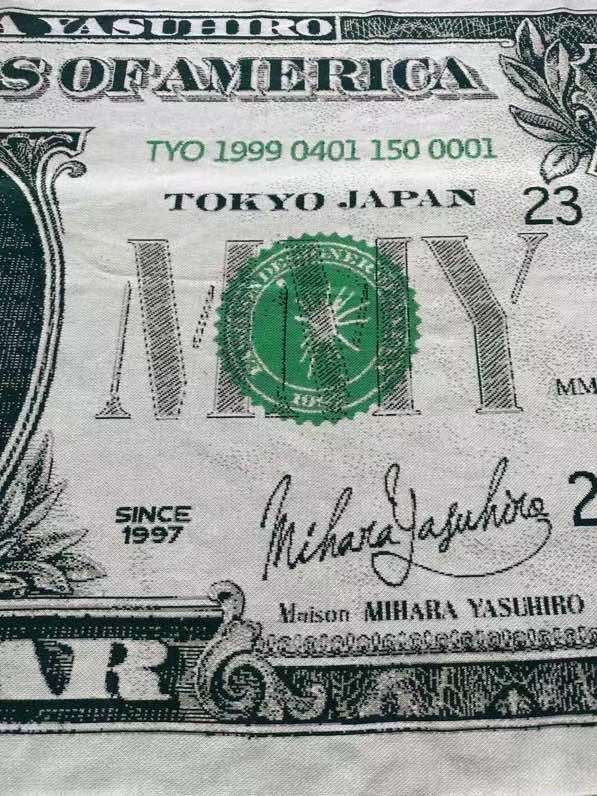 A YASUHIRO
S OF AMERICA
TYO 1999 0401 150 0001
TOKYO JAPAN
23
MMY
MM
SINCE
1997
Mihara Yasuhiro
2
Maison MIHARA YASUHIRO
AR